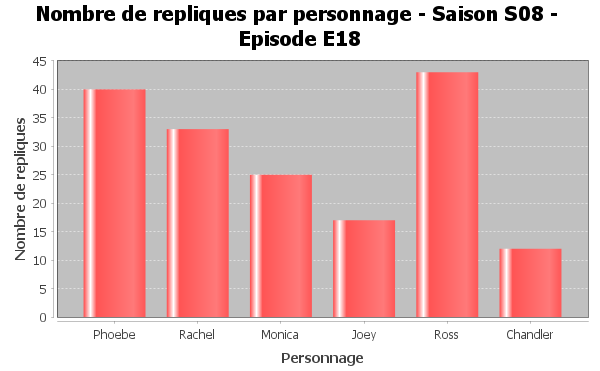 Nombre de repliques par personnage - Saison S08 -
Episode E18
Nombre de repliques
45
40
35
30
25
20
15
10
5
0
Phoebe Rachel Monica Joey Ross Chandler
Personnage